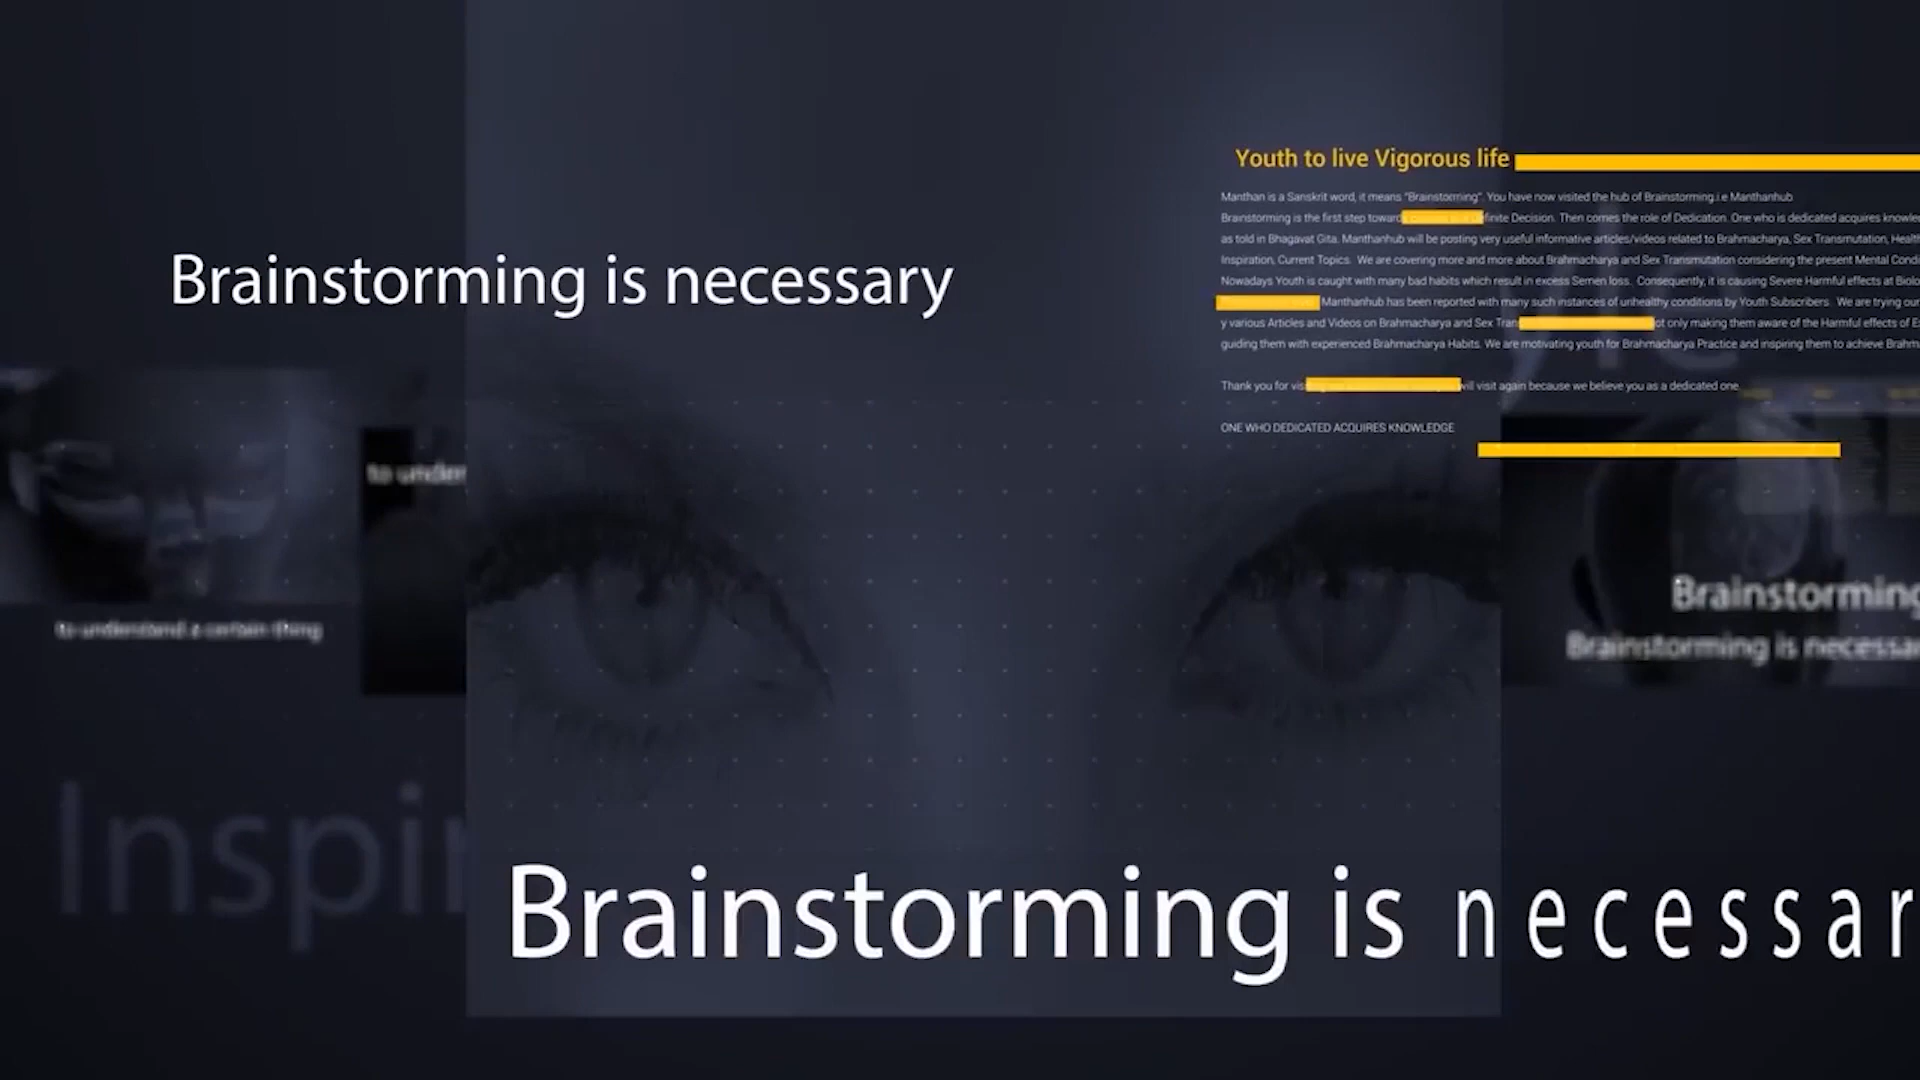 Youth to live Vigorous life
Manthan is a Sanskrit word, it means "Brainstorming". You have now visited the hub of Brainstorming.i.e Manthanhub
Brainstorming is the first step toward finite Decision. Then comes the role of Dedication. One who is dedicated acquires knowle
as told in Bhagavat Gita. Manthanhub will be posting very useful informative articles/videos related to Brahmacharya, Sex Transmutation, Health
Inspiration, Current Topics. We are covering more and more about Brahmacharya and Sex Transmutation considering the present Mental Condi
Nowadays Youth is caught with many bad habits which result in excess Semen loss. Consequently, it is causing Severe Harmful effects at Biolo
Manthanhub has been reported with many such instances of unhealthy conditions by Youth Subscribers. We are trying our
y various Articles and Videos on Brahmacharya and Sex Tran ot only making them aware of the Harmful effects of E
guiding them with experienced Brahmacharya Habits. We are motivating youth for Brahmacharya Practice and inspiring them to achieve Brahm
Thank you for vis will visit again because we believe you as a dedicated one.
ONE WHO DEDICATED ACQUIRES KNOWLEDGE
Brainstorming is necessary
to under
to understand a certain thing
Brainstorming
Brainstorming is necessar
Inspir
yle
Brainstorming is necessar